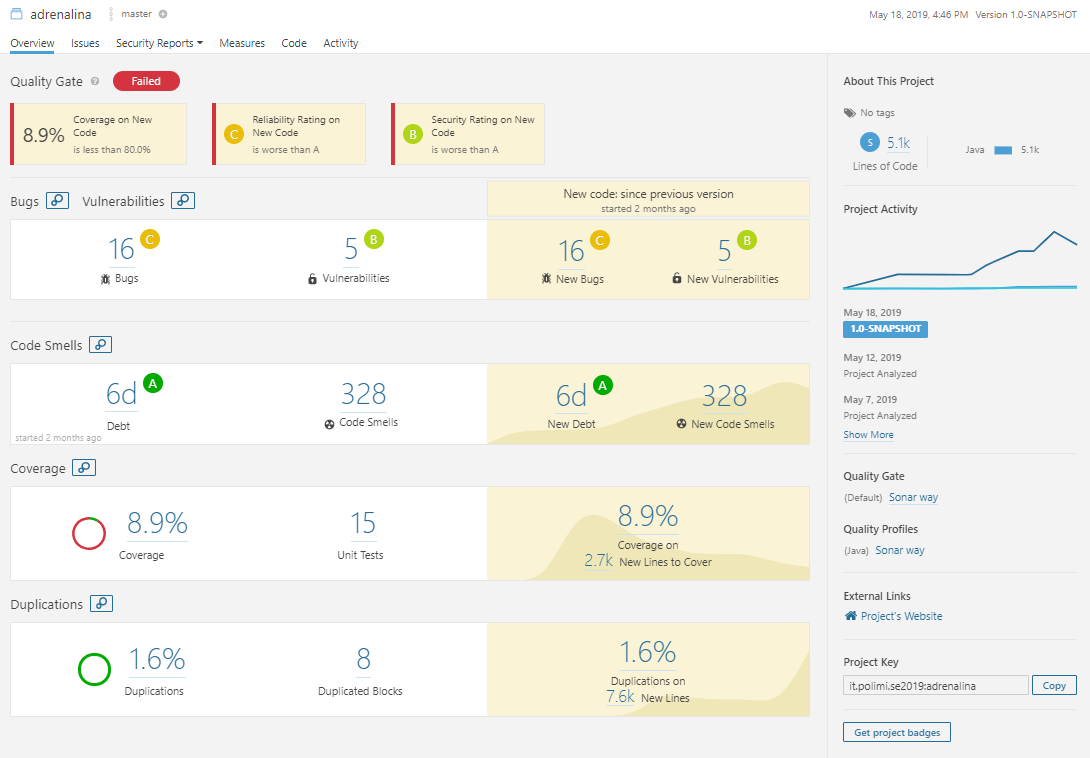 adrenalina
master
May 18, 2019, 4:46 PM Version 1.0-SNAPSHOT
Overview Issues Security Reports Measures Code Activity
Quality Gate ? Failed
8.9%
Coverage on New
Code
is less than 80.0%
C
Reliability Rating on
New Code
is worse than A
B
Security Rating on New
Code
is worse than A
Bugs Vulnerabilities
New code: since previous version
started 2 months ago
16 C
Bugs
5 B
Vulnerabilities
16 C
New Bugs
5 B
New Vulnerabilities
Code Smells
6d A
Debt
328
Code Smells
started 2 months ago
6d A
New Debt
328
New Code Smells
Coverage
8.9%
Coverage
15
Unit Tests
8.9%
Coverage on
2.7k New Lines to Cover
Duplications
1.6%
Duplications
8
Duplicated Blocks
1.6%
Duplications on
7.6k New Lines
About This Project
No tags
S 5.1k
Lines of Code
Java 5.1k
Project Activity
May 18, 2019
1.0-SNAPSHOT
May 12, 2019
Project Analyzed
May 7, 2019
Project Analyzed
Show More
Quality Gate
(Default) Sonar way
Quality Profiles
(Java) Sonar way
External Links
Project's Website
Project Key
it.polimi.se2019:adrenalina Copy
Get project badges